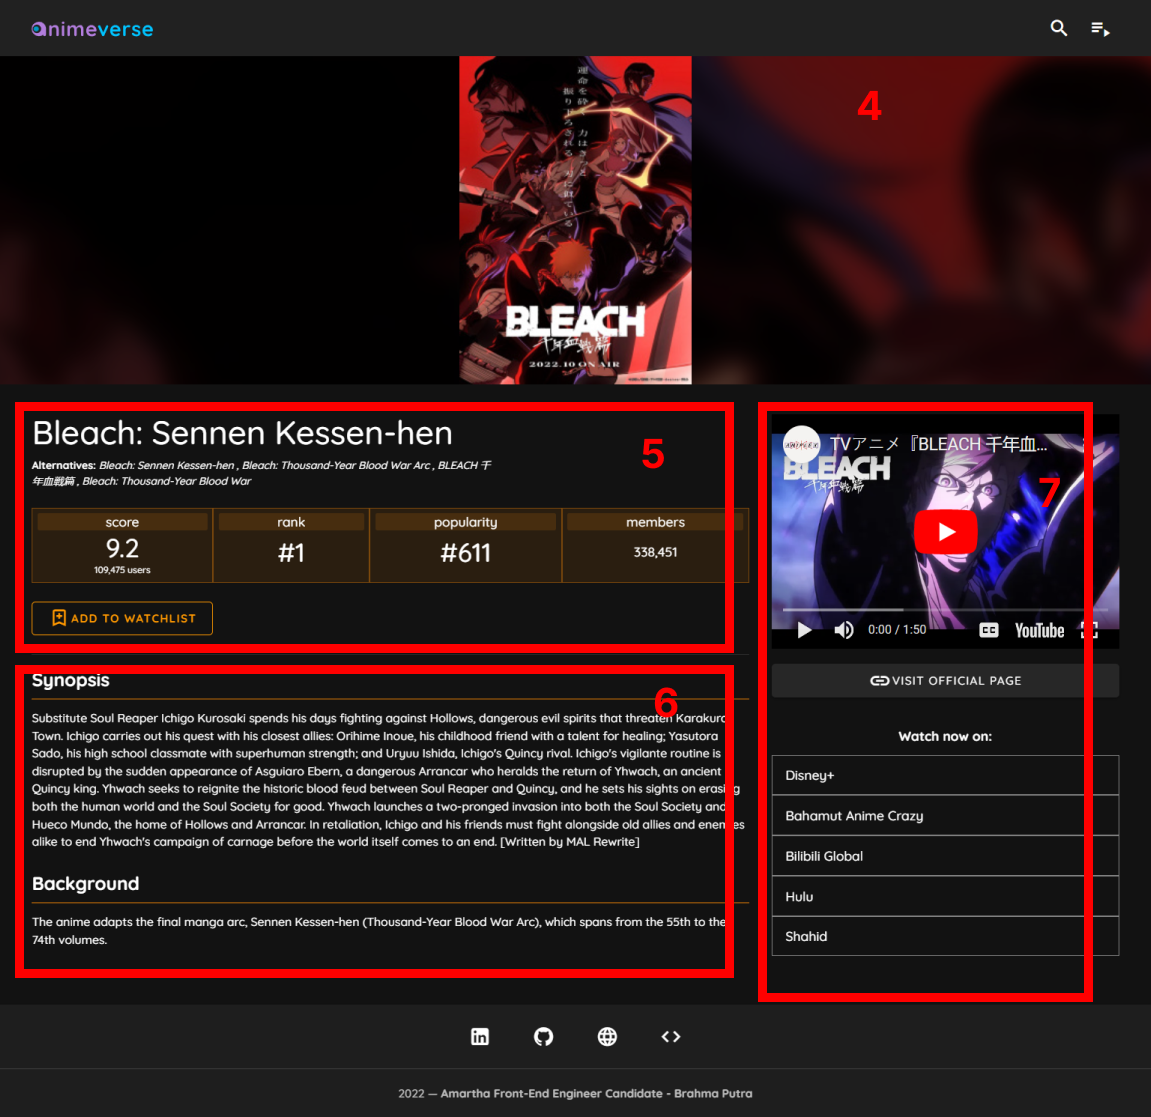 animeverse
4
運命を砕く、力はきっと
振り下ろされる刃に似ている。
BLEACH
千年血戦篇
2022.10 ON AIR
5
Bleach: Sennen Kessen-hen
Alternatives: Bleach: Sennen Kessen-hen , Bleach: Thousand-Year Blood War Arc , BLEACH 千
年血戦篇 , Bleach: Thousand-Year Blood War
score rank popularity members
9.2 #1 #611 338,451
109,475 users
ADD TO WATCHLIST
6
Synopsis
Substitute Soul Reaper Ichigo Kurosaki spends his days fighting against Hollows, dangerous evil spirits that threaten Karakura
Town. Ichigo carries out his quest with his closest allies: Orihime Inoue, his childhood friend with a talent for healing; Yasutora
Sado, his high school classmate with superhuman strength; and Uryuu Ishida, Ichigo's Quincy rival. Ichigo's vigilante routine is
disrupted by the sudden appearance of Asguiaro Ebern, a dangerous Arrancar who heralds the return of Yhwach, an ancient
Quincy king. Yhwach seeks to reignite the historic blood feud between Soul Reaper and Quincy, and he sets his sights on erasing
both the human world and the Soul Society for good. Yhwach launches a two-pronged invasion into both the Soul Society and
Hueco Mundo, the home of Hollows and Arrancar. In retaliation, Ichigo and his friends must fight alongside old allies and enemies
alike to end Yhwach's campaign of carnage before the world itself comes to an end. [Written by MAL Rewrite]
Background
The anime adapts the final manga arc, Sennen Kessen-hen (Thousand-Year Blood War Arc), which spans from the 55th to the
74th volumes.
TVアニメ『BLEACH 千年血...
BLEACH
千年血戦篇
7
0:00 / 1:50
CC
YouTube
VISIT OFFICIAL PAGE
Watch now on:
Disney+
Bahamut Anime Crazy
Bilibili Global
Hulu
Shahid
2022 — Amartha Front-End Engineer Candidate - Brahma Putra